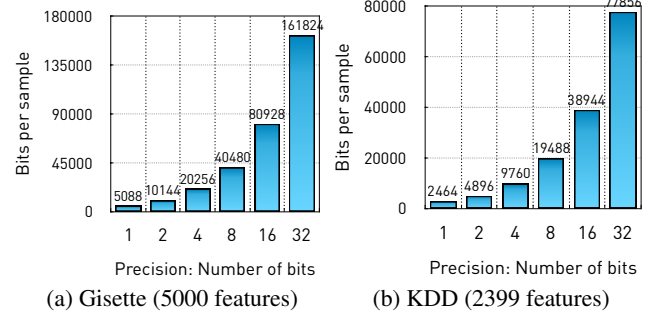 180000
135000
90000
45000
0
Bits per sample
5088
10144
20256
40480
80928
161824
1 2 4 8 16 32
Precision: Number of bits
(a) Gisette (5000 features)
80000
60000
40000
20000
0
Bits per sample
2464
4896
9760
19488
38944
77856
1 2 4 8 16 32
Precision: Number of bits
(b) KDD (2399 features)